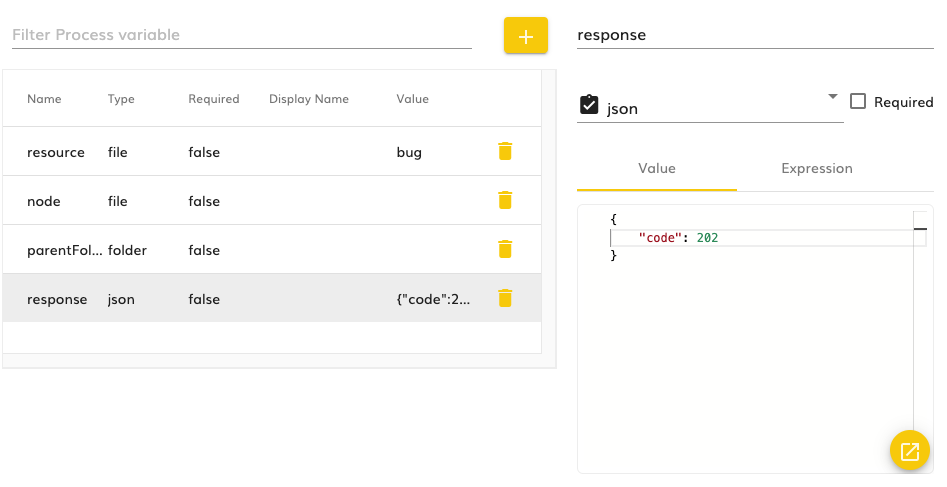 Filter Process variable
Name Type Required Display Name Value
resource file false bug
node file false
parentFol... folder false
response json false {"code":2...
response
json Required
Value Expression
{
"code": 202
}